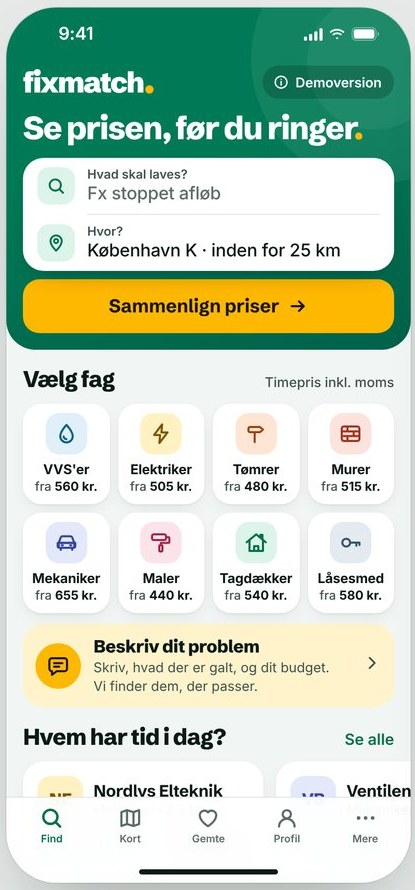 9:41
fixmatch.
Demoversion
Se prisen, før du ringer.
Hvad skal laves?
Fx stoppet afløb
Hvor?
København K · inden for 25 km
Sammenlign priser →
Vælg fag
Timepris inkl. moms
VVS'er
fra 560 kr.
Elektriker
fra 505 kr.
Tømrer
fra 480 kr.
Murer
fra 515 kr.
Mekaniker
fra 655 kr.
Maler
fra 440 kr.
Tagdækker
fra 540 kr.
Låsesmed
fra 580 kr.
Beskriv dit problem
Skriv, hvad der er galt, og dit budget.
Vi finder dem, der passer.
Hvem har tid i dag?
Se alle
Nordlys Elteknik
Find
Kort
Gemte
Profil
Mere